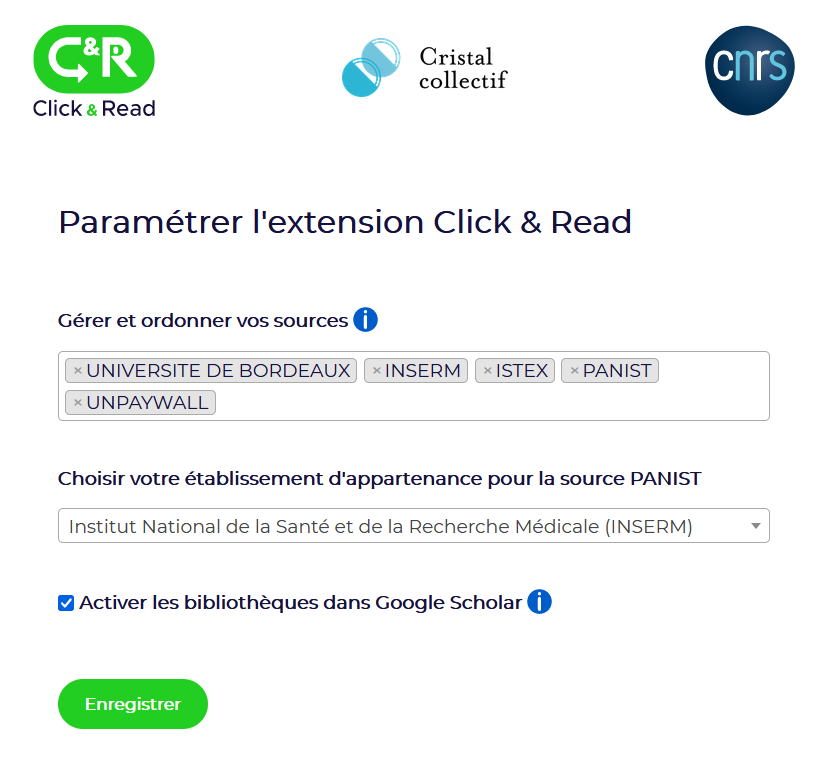 C&R
Click & Read
Cristal
collectif
cnrs
Paramétrer l'extension Click & Read
Gérer et ordonner vos sources i
× UNIVERSITE DE BORDEAUX × INSERM × ISTEX × PANIST
× UNPAYWALL
Choisir votre établissement d'appartenance pour la source PANIST
Institut National de la Santé et de la Recherche Médicale (INSERM)
Activer les bibliothèques dans Google Scholar i
Enregistrer